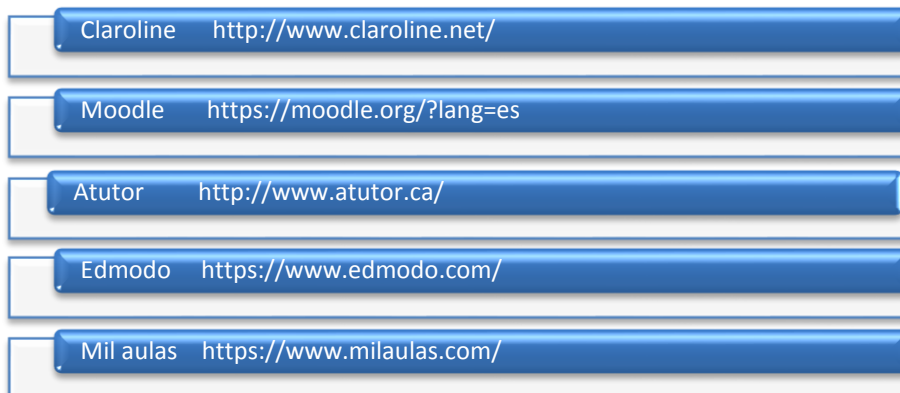 Claroline http://www.claroline.net/
Moodle https://moodle.org/?lang=es
Atutor http://www.atutor.ca/
Edmodo https://www.edmodo.com/
Mil aulas https://www.milaulas.com/